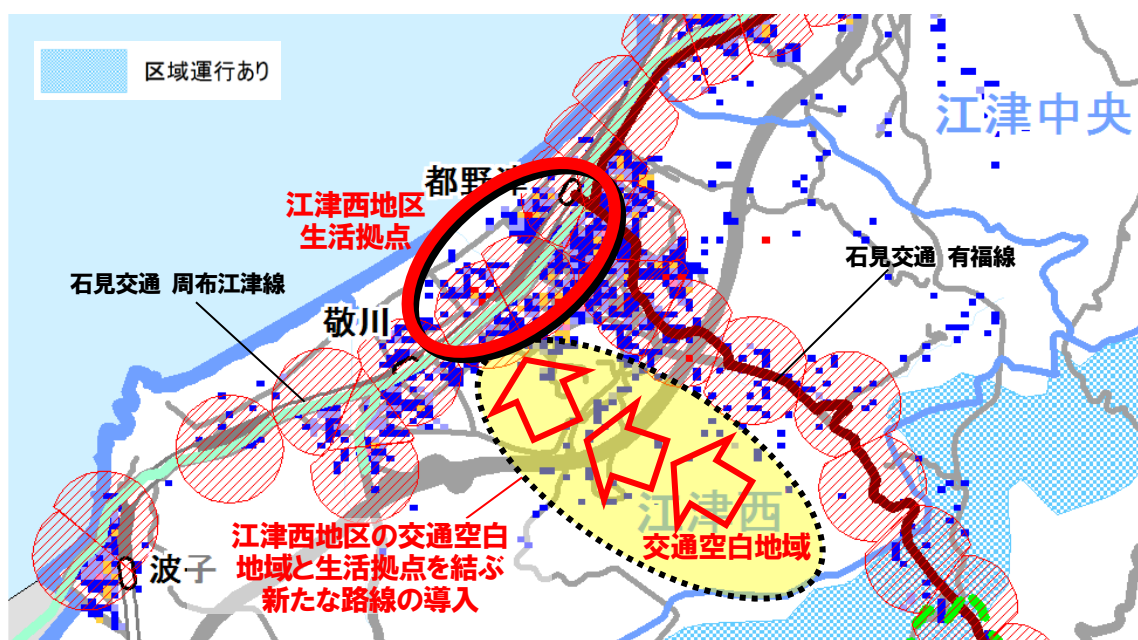 区域運行あり
江津中央
都野津
江津西地区
生活拠点
石見交通 有福線
石見交通 周布江津線
敬川
江津西
交通空白地域
江津西地区の交通空白
地域と生活拠点を結ぶ
新たな路線の導入
波子